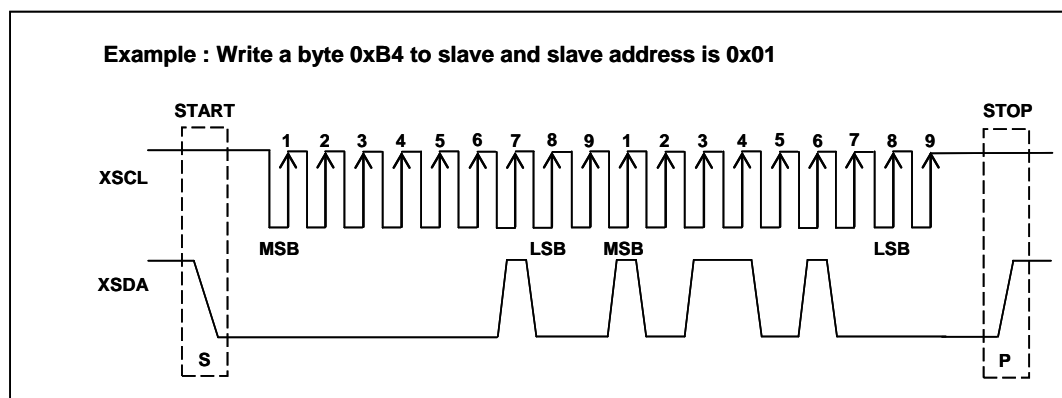 Example : Write a byte 0xB4 to slave and slave address is 0x01
START STOP
1 2 3 4 5 6 7 8 9 1 2 3 4 5 6 7 8 9
XSCL
MSB LSB MSB LSB
XSDA
S P